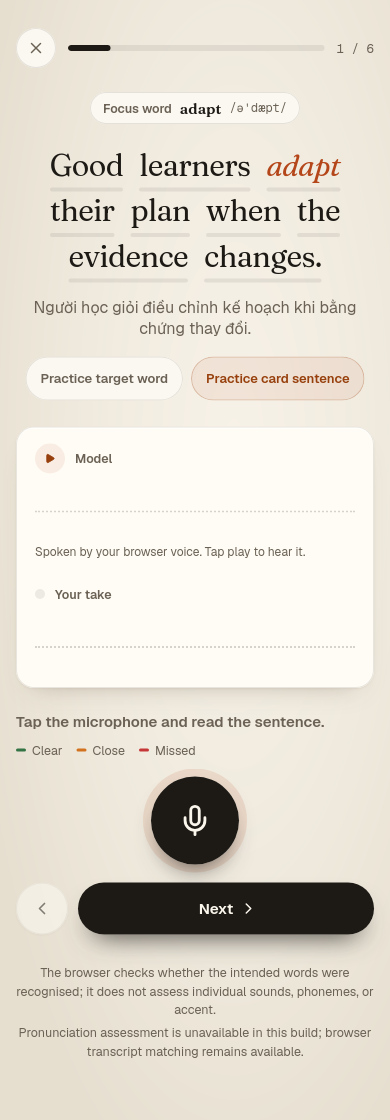 1 / 6
Focus word adapt /əˈdæpt/
Good learners adapt
their plan when the
evidence changes.
Người học giỏi điều chỉnh kế hoạch khi bằng
chứng thay đổi.
Practice target word Practice card sentence
Model
Spoken by your browser voice. Tap play to hear it.
Your take
Tap the microphone and read the sentence.
Clear Close Missed
Next
The browser checks whether the intended words were
recognised; it does not assess individual sounds, phonemes, or
accent.
Pronunciation assessment is unavailable in this build; browser
transcript matching remains available.